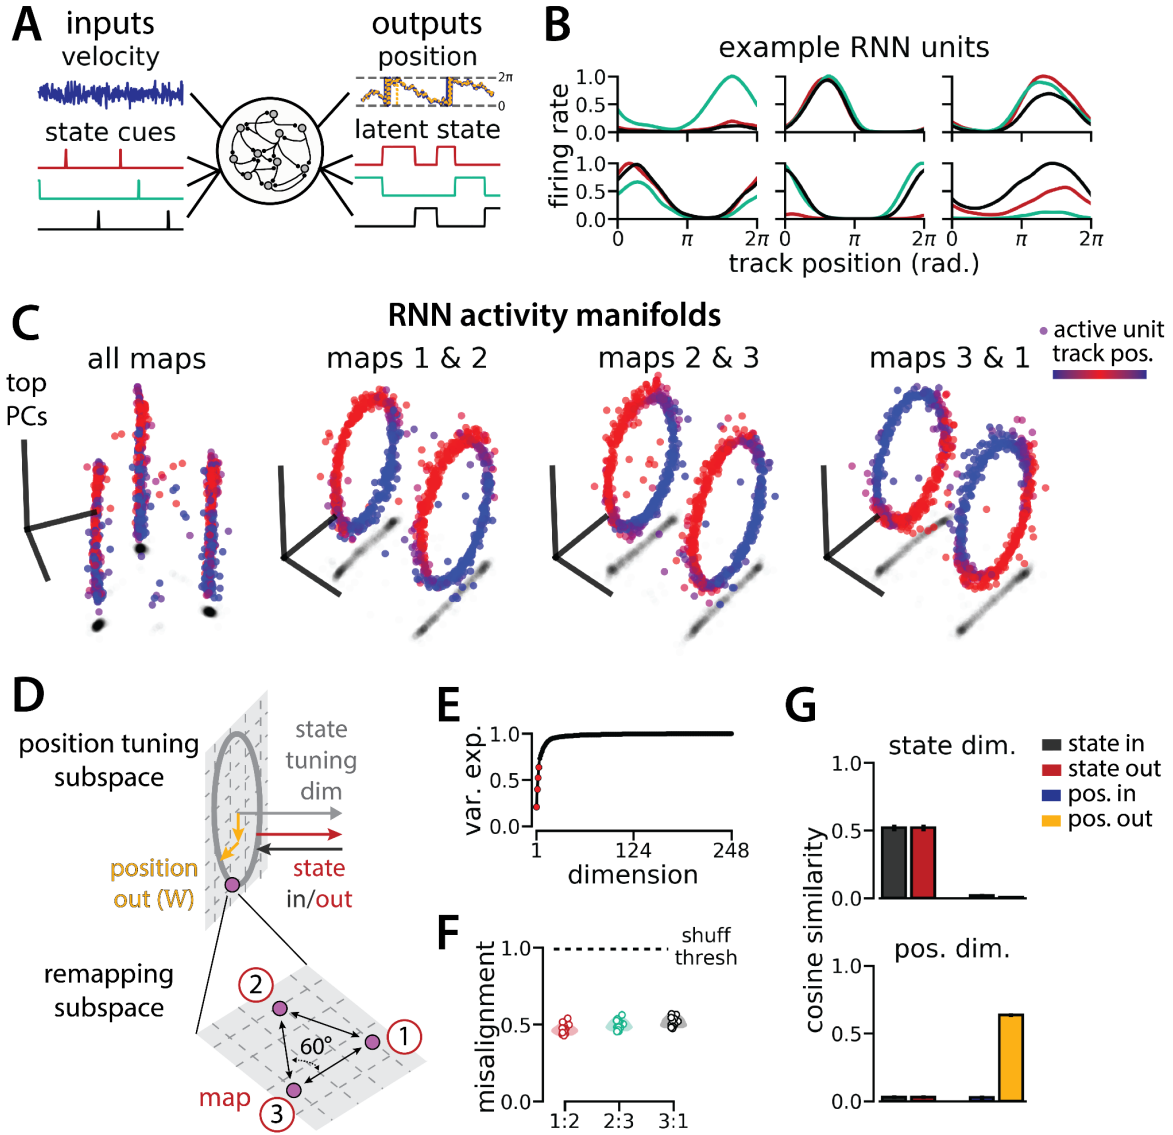 A
inputs
velocity
state cues
outputs
position
2π
0
latent state
B
example RNN units
firing rate
1.0
0.5
0.0
1.0
0.5
0.0
0
π
2π
0
π
2π
0
π
2π
track position (rad.)
C
RNN activity manifolds
all maps
maps 1 & 2
maps 2 & 3
maps 3 & 1
active unit
track pos.
top
PCs
D
position tuning
subspace
state
tuning
dim
position
out (W)
state
in/out
remapping
subspace
2
1
60°
map
3
E
var. exp.
1.0
0.5
0.0
1
124
248
dimension
F
misalignment
1.0
0.5
0.0
shuff
thresh
1:2
2:3
3:1
G
state dim.
state in
state out
pos. in
pos. out
cosine similarity
1.0
0.5
0.0
pos. dim.
1.0
0.5
0.0